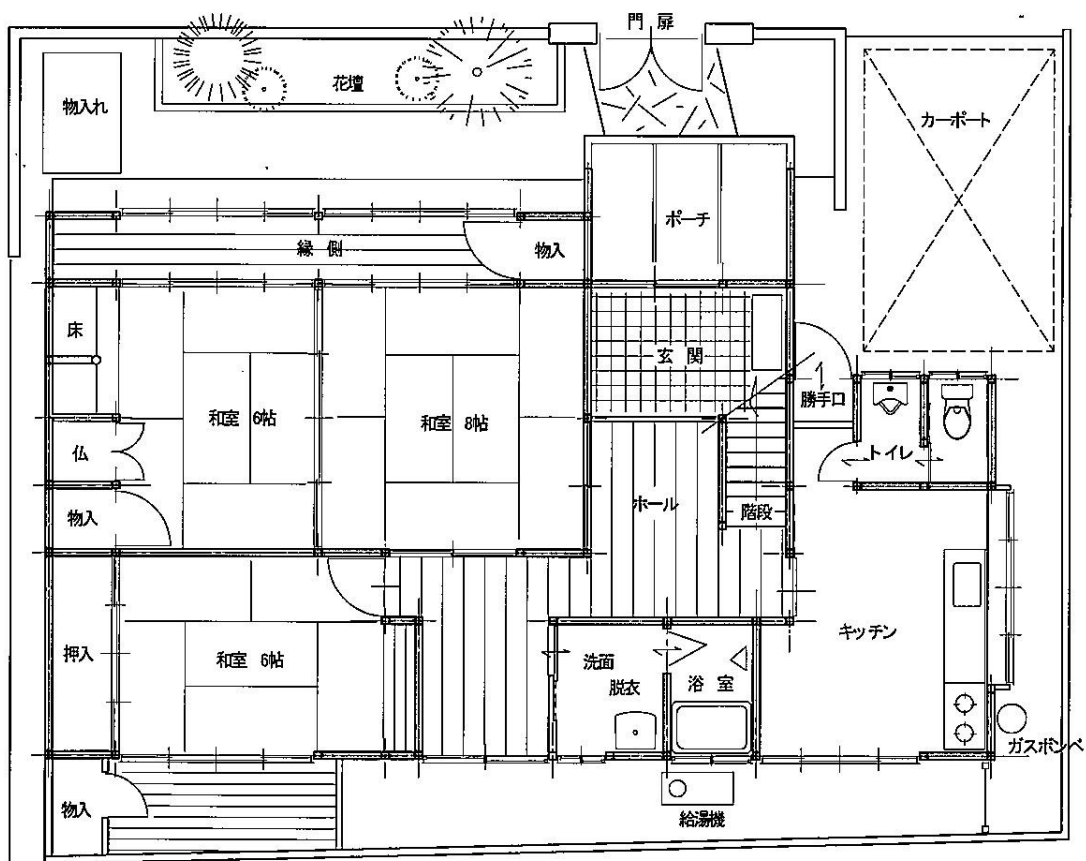 門 扉
物入れ
花壇
カーポート
ポーチ
縁 側
物入
床
玄 関
和室 6帖
和室 8帖
勝手口
仏
トイレ
物入
ホール
階段
押入
和室 6帖
洗面
脱衣
浴 室
キッチン
ガスボンベ
物入
給湯機